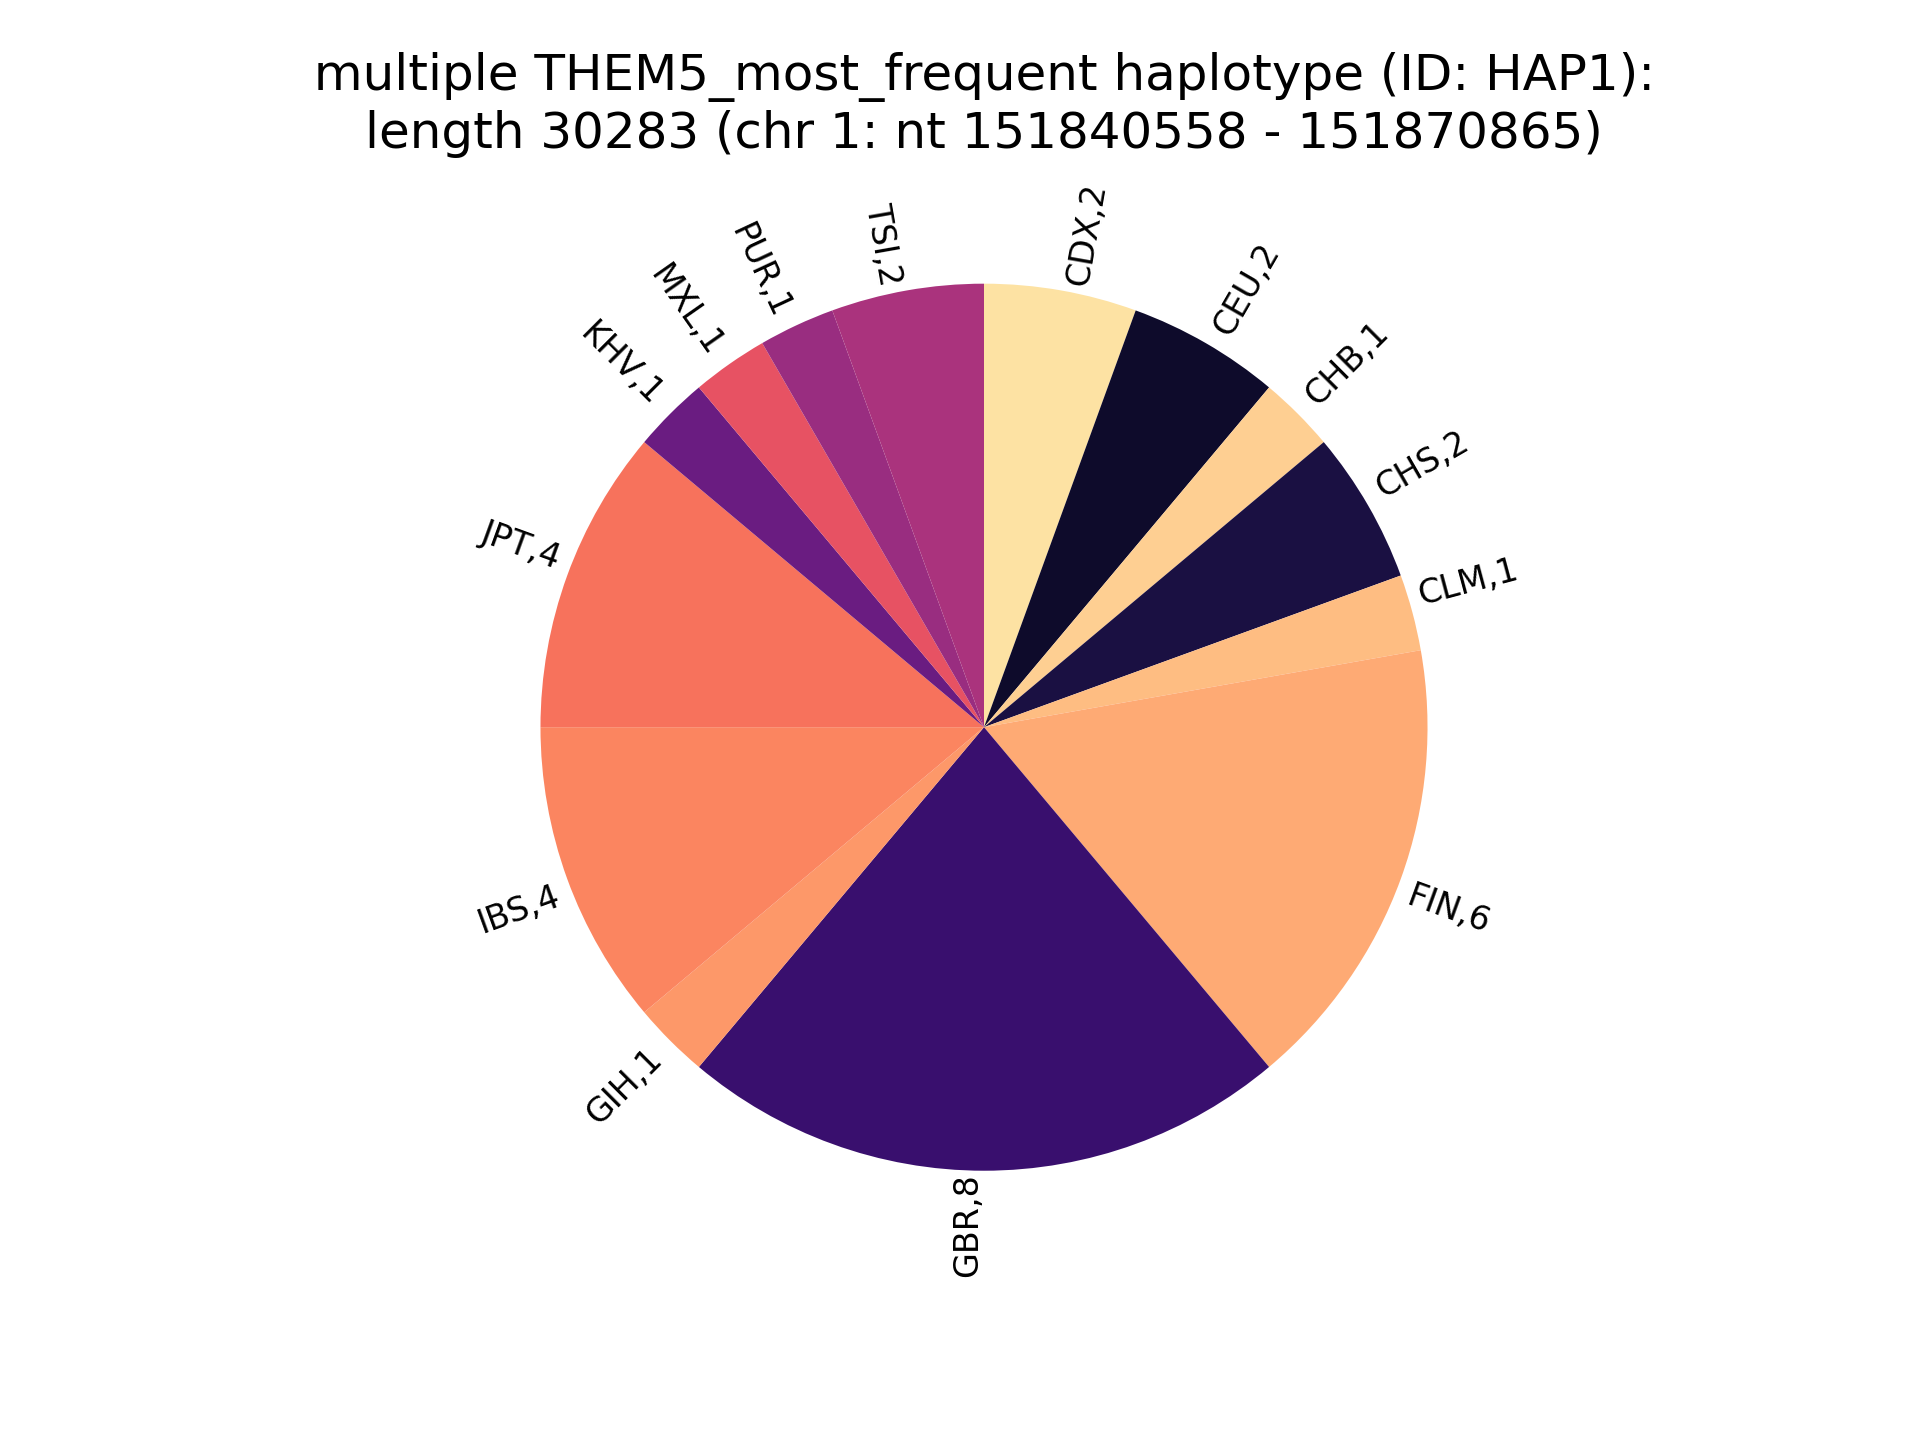 multiple THEM5_most_frequent haplotype (ID: HAP1):
length 30283 (chr 1: nt 151840558 - 151870865)
CDX,2
CEU,2
CHB,1
CHS,2
CLM,1
FIN,6
GBR,8
GIH,1
IBS,4
JPT,4
KHV,1
MXL,1
PUR,1
TSI,2